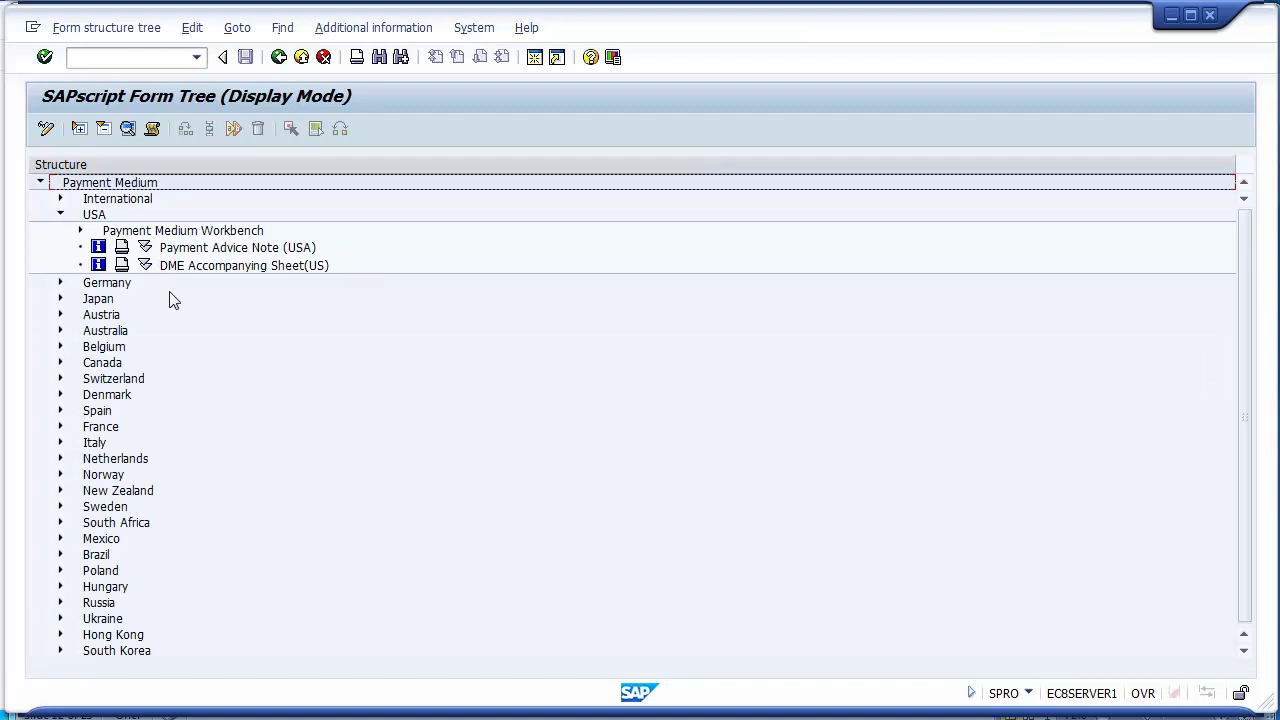 Form structure tree Edit Goto Find Additional information System Help
SAPscript Form Tree (Display Mode)
Structure
Payment Medium
International
USA
Payment Medium Workbench
Payment Advice Note (USA)
DME Accompanying Sheet(US)
Germany
Japan
Austria
Australia
Belgium
Canada
Switzerland
Denmark
Spain
France
Italy
Netherlands
Norway
New Zealand
Sweden
South Africa
Mexico
Brazil
Poland
Hungary
Russia
Ukraine
Hong Kong
South Korea
SAP SPRO ECC6SERVER1 OVR